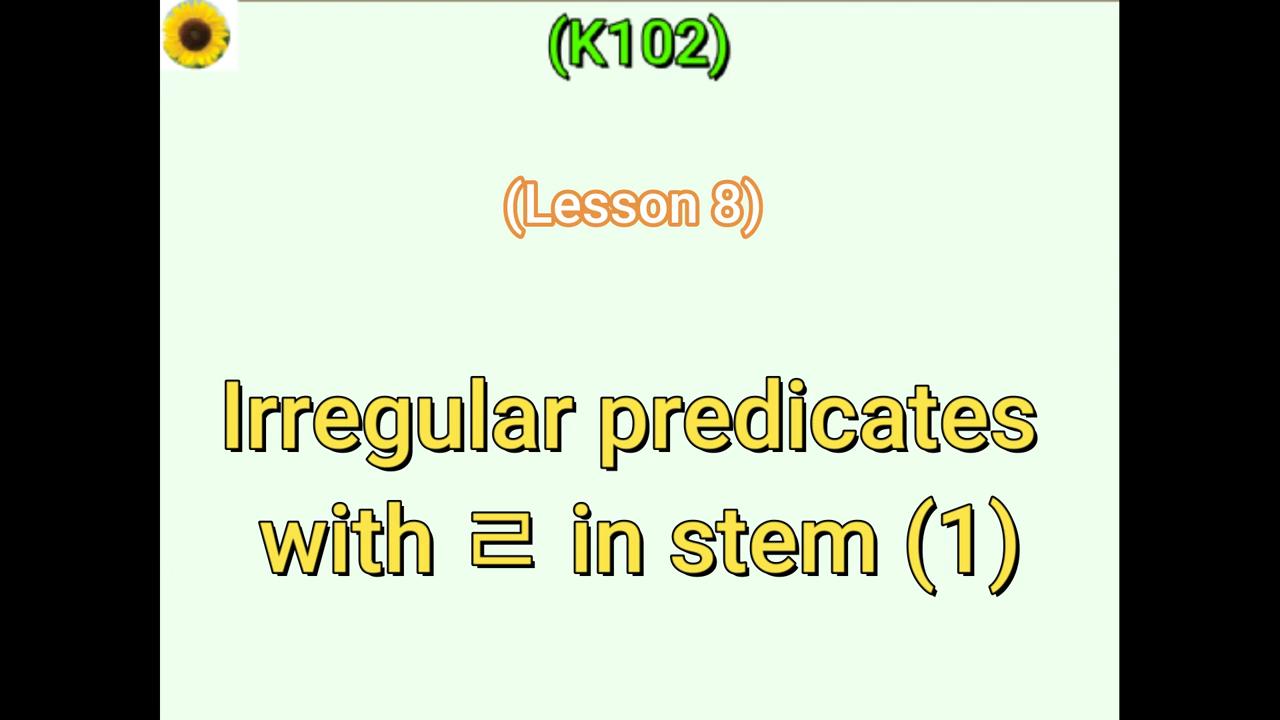 (K102)
(Lesson 8)
Irregular predicates
with ㄹ in stem (1)